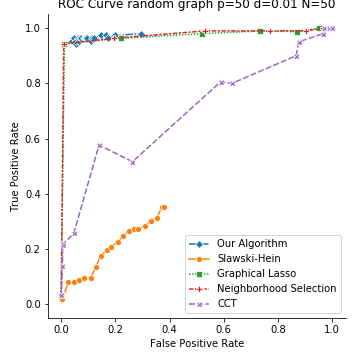 ROC Curve random graph p=50 d=0.01 N=50
1.0
0.8
0.6
0.4
0.2
0.0
True Positive Rate
Our Algorithm
Slawski-Hein
Graphical Lasso
Neighborhood Selection
CCT
0.0 0.2 0.4 0.6 0.8 1.0
False Positive Rate